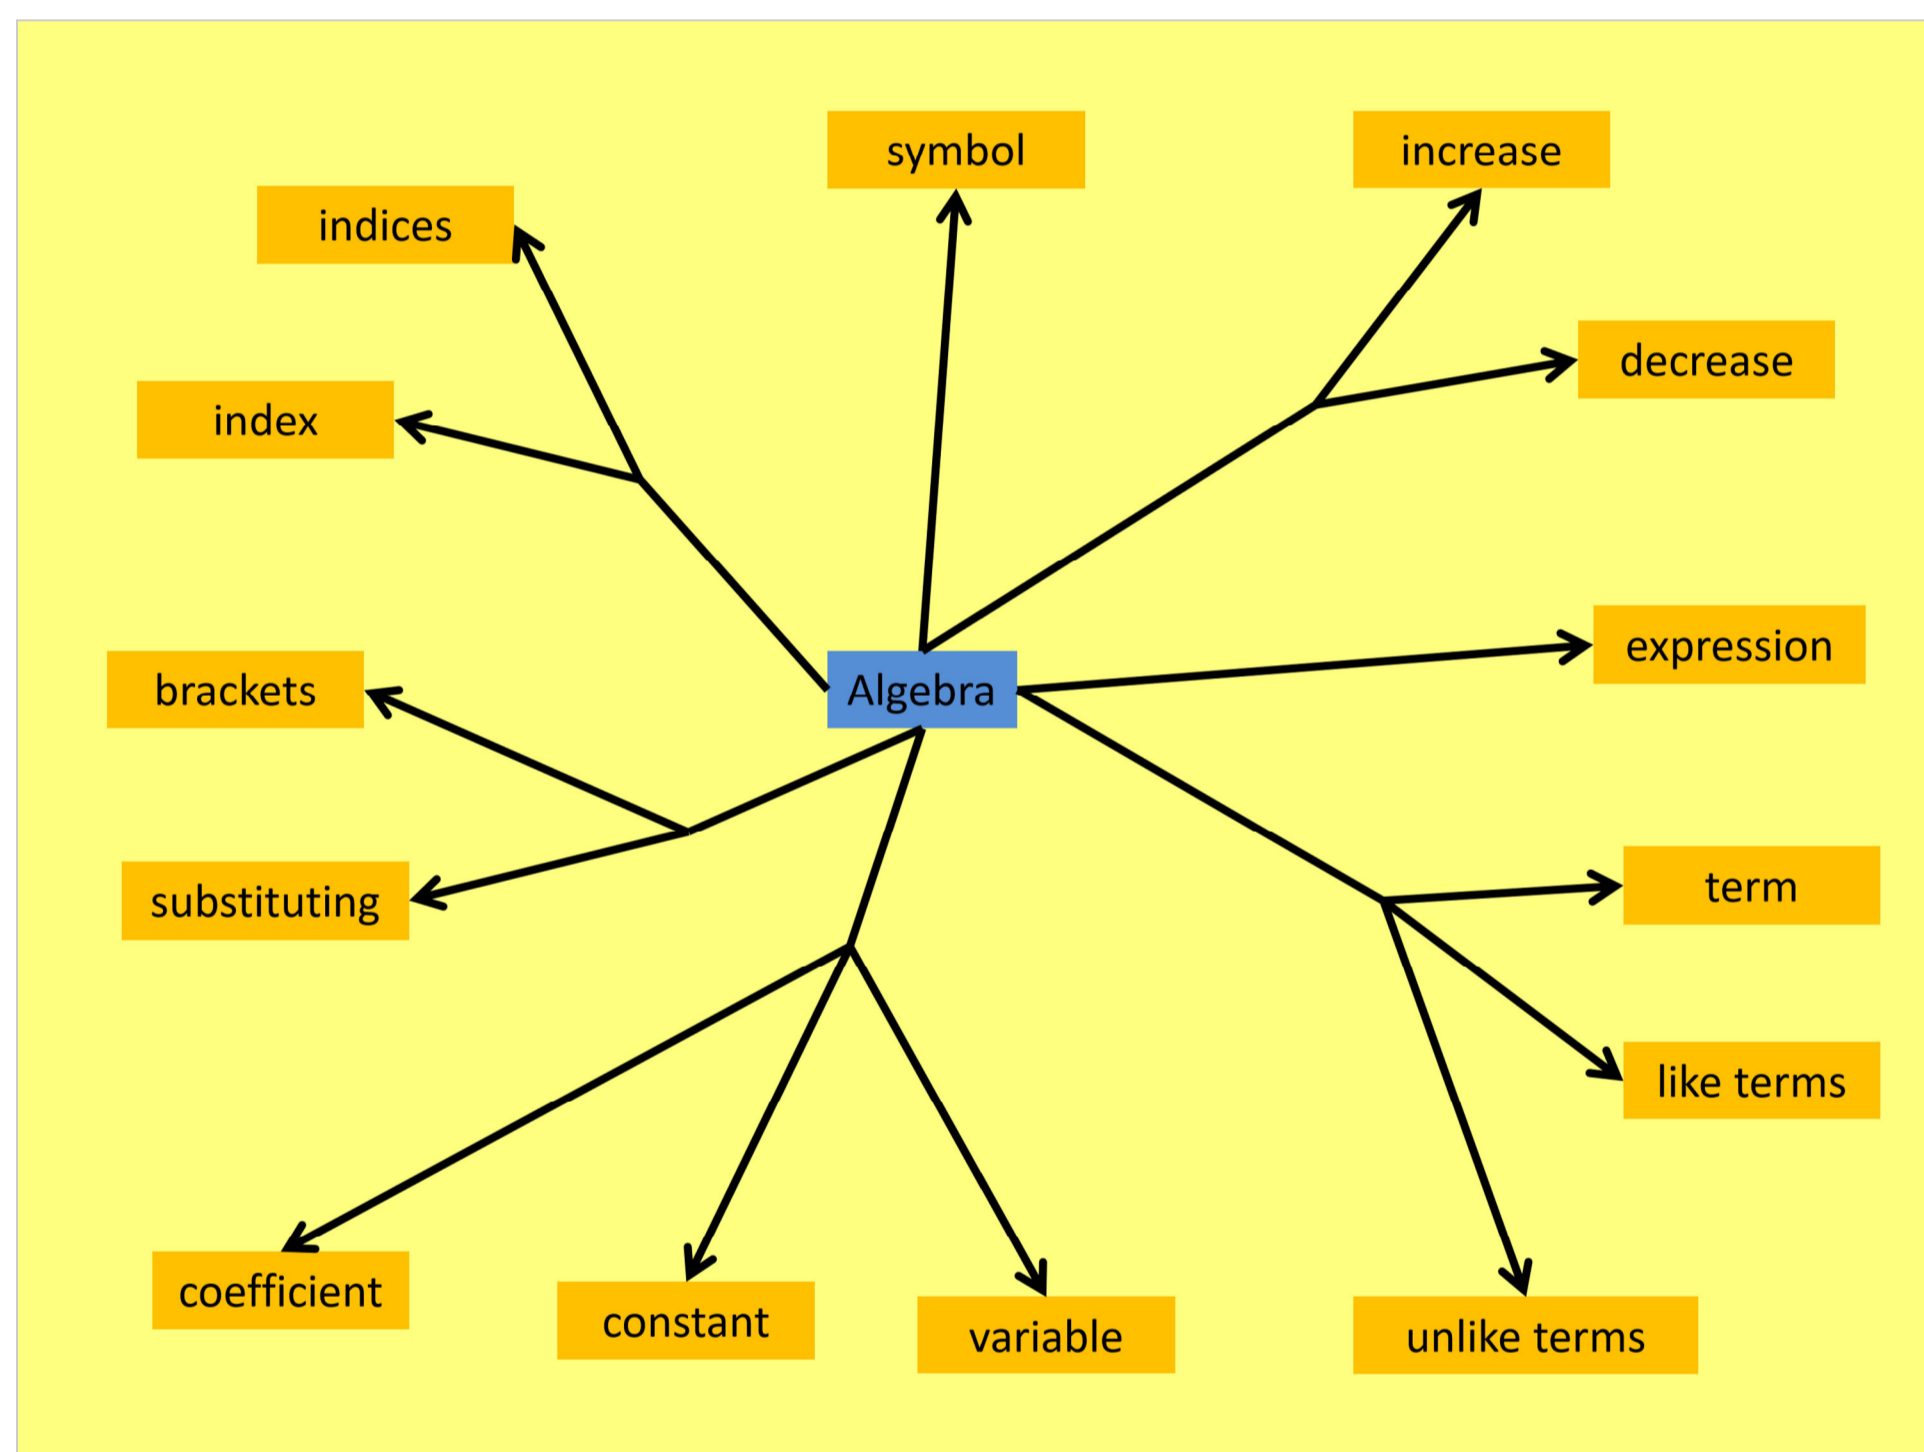 symbol
increase
indices
decrease
index
expression
brackets
Algebra
term
substituting
like terms
coefficient
constant
variable
unlike terms